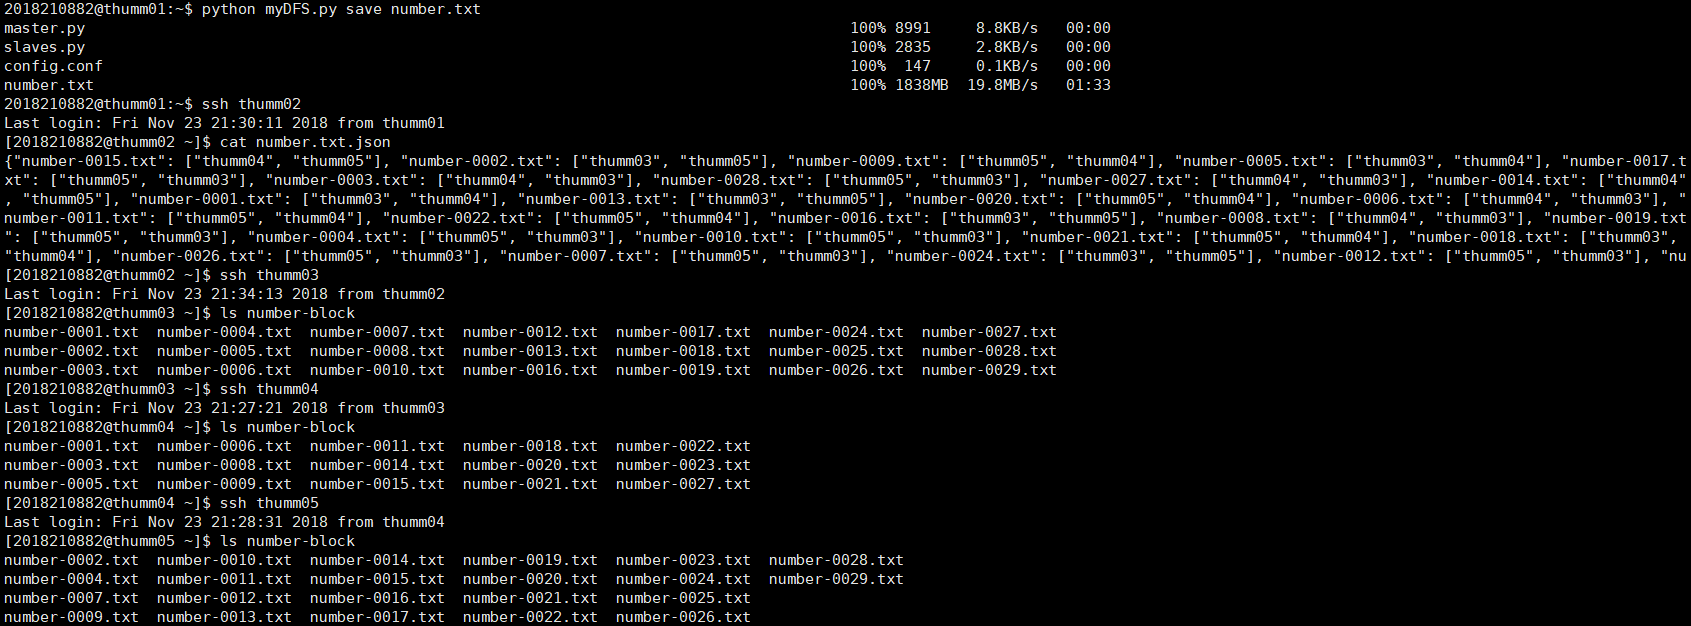 2018210882@thumm01:~$ python myDFS.py save number.txt
master.py 100% 8991 8.8KB/s 00:00
slaves.py 100% 2835 2.8KB/s 00:00
config.conf 100% 147 0.1KB/s 00:00
number.txt 100% 1838MB 19.8MB/s 01:33
2018210882@thumm01:~$ ssh thumm02
Last login: Fri Nov 23 21:30:11 2018 from thumm01
[2018210882@thumm02 ~]$ cat number.txt.json
{"number-0015.txt": ["thumm04", "thumm05"], "number-0002.txt": ["thumm03", "thumm05"], "number-0009.txt": ["thumm05", "thumm04"], "number-0005.txt": ["thumm03", "thumm04"], "number-0017.t
xt": ["thumm05", "thumm03"], "number-0003.txt": ["thumm04", "thumm03"], "number-0028.txt": ["thumm05", "thumm03"], "number-0027.txt": ["thumm04", "thumm03"], "number-0014.txt": ["thumm04"
, "thumm05"], "number-0001.txt": ["thumm03", "thumm04"], "number-0013.txt": ["thumm03", "thumm05"], "number-0020.txt": ["thumm05", "thumm04"], "number-0006.txt": ["thumm04", "thumm03"], "
number-0011.txt": ["thumm05", "thumm04"], "number-0022.txt": ["thumm05", "thumm04"], "number-0016.txt": ["thumm03", "thumm05"], "number-0008.txt": ["thumm04", "thumm03"], "number-0019.txt
": ["thumm05", "thumm03"], "number-0004.txt": ["thumm05", "thumm03"], "number-0010.txt": ["thumm05", "thumm03"], "number-0021.txt": ["thumm05", "thumm04"], "number-0018.txt": ["thumm03",
"thumm04"], "number-0026.txt": ["thumm05", "thumm03"], "number-0007.txt": ["thumm05", "thumm03"], "number-0024.txt": ["thumm03", "thumm05"], "number-0012.txt": ["thumm05", "thumm03"], "nu
[2018210882@thumm02 ~]$ ssh thumm03
Last login: Fri Nov 23 21:34:13 2018 from thumm02
[2018210882@thumm03 ~]$ ls number-block
number-0001.txt number-0004.txt number-0007.txt number-0012.txt number-0017.txt number-0024.txt number-0027.txt
number-0002.txt number-0005.txt number-0008.txt number-0013.txt number-0018.txt number-0025.txt number-0028.txt
number-0003.txt number-0006.txt number-0010.txt number-0016.txt number-0019.txt number-0026.txt number-0029.txt
[2018210882@thumm03 ~]$ ssh thumm04
Last login: Fri Nov 23 21:27:21 2018 from thumm03
[2018210882@thumm04 ~]$ ls number-block
number-0001.txt number-0006.txt number-0011.txt number-0018.txt number-0022.txt
number-0003.txt number-0008.txt number-0014.txt number-0020.txt number-0023.txt
number-0005.txt number-0009.txt number-0015.txt number-0021.txt number-0027.txt
[2018210882@thumm04 ~]$ ssh thumm05
Last login: Fri Nov 23 21:28:31 2018 from thumm04
[2018210882@thumm05 ~]$ ls number-block
number-0002.txt number-0010.txt number-0014.txt number-0019.txt number-0023.txt number-0028.txt
number-0004.txt number-0011.txt number-0015.txt number-0020.txt number-0024.txt number-0029.txt
number-0007.txt number-0012.txt number-0016.txt number-0021.txt number-0025.txt
number-0009.txt number-0013.txt number-0017.txt number-0022.txt number-0026.txt